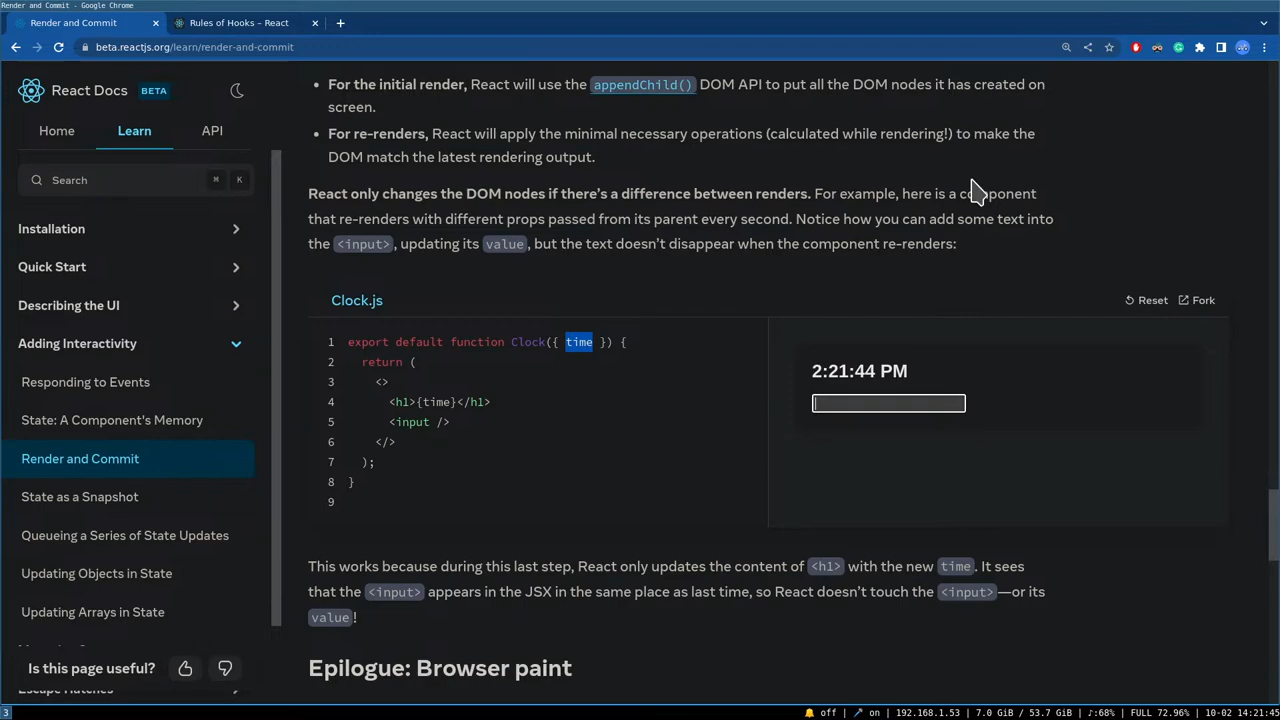 Render and Commit - Google Chrome
Render and Commit
Rules of Hooks – React
beta.reactjs.org/learn/render-and-commit
React Docs BETA
Home Learn API
Search ⌘ K
Installation
Quick Start
Describing the UI
Adding Interactivity
Responding to Events
State: A Component's Memory
Render and Commit
State as a Snapshot
Queueing a Series of State Updates
Updating Objects in State
Updating Arrays in State
Is this page useful?
Escape Hatches
• For the initial render, React will use the appendChild() DOM API to put all the DOM nodes it has created on
screen.
• For re-renders, React will apply the minimal necessary operations (calculated while rendering!) to make the
DOM match the latest rendering output.
React only changes the DOM nodes if there's a difference between renders. For example, here is a component
that re-renders with different props passed from its parent every second. Notice how you can add some text into
the <input>, updating its value, but the text doesn't disappear when the component re-renders:
Clock.js
Reset Fork
1 export default function Clock({ time }) {
2 return (
3 <>
4 <h1>{time}</h1>
5 <input />
6 </>
7 );
8 }
9
2:21:44 PM
This works because during this last step, React only updates the content of <h1> with the new time. It sees
that the <input> appears in the JSX in the same place as last time, so React doesn't touch the <input>—or its
value!
Epilogue: Browser paint
3
off | on | 192.168.1.53 | 7.0 GiB / 53.7 GiB | ♪:68% | FULL 72.96% | 10-02 14:21:45